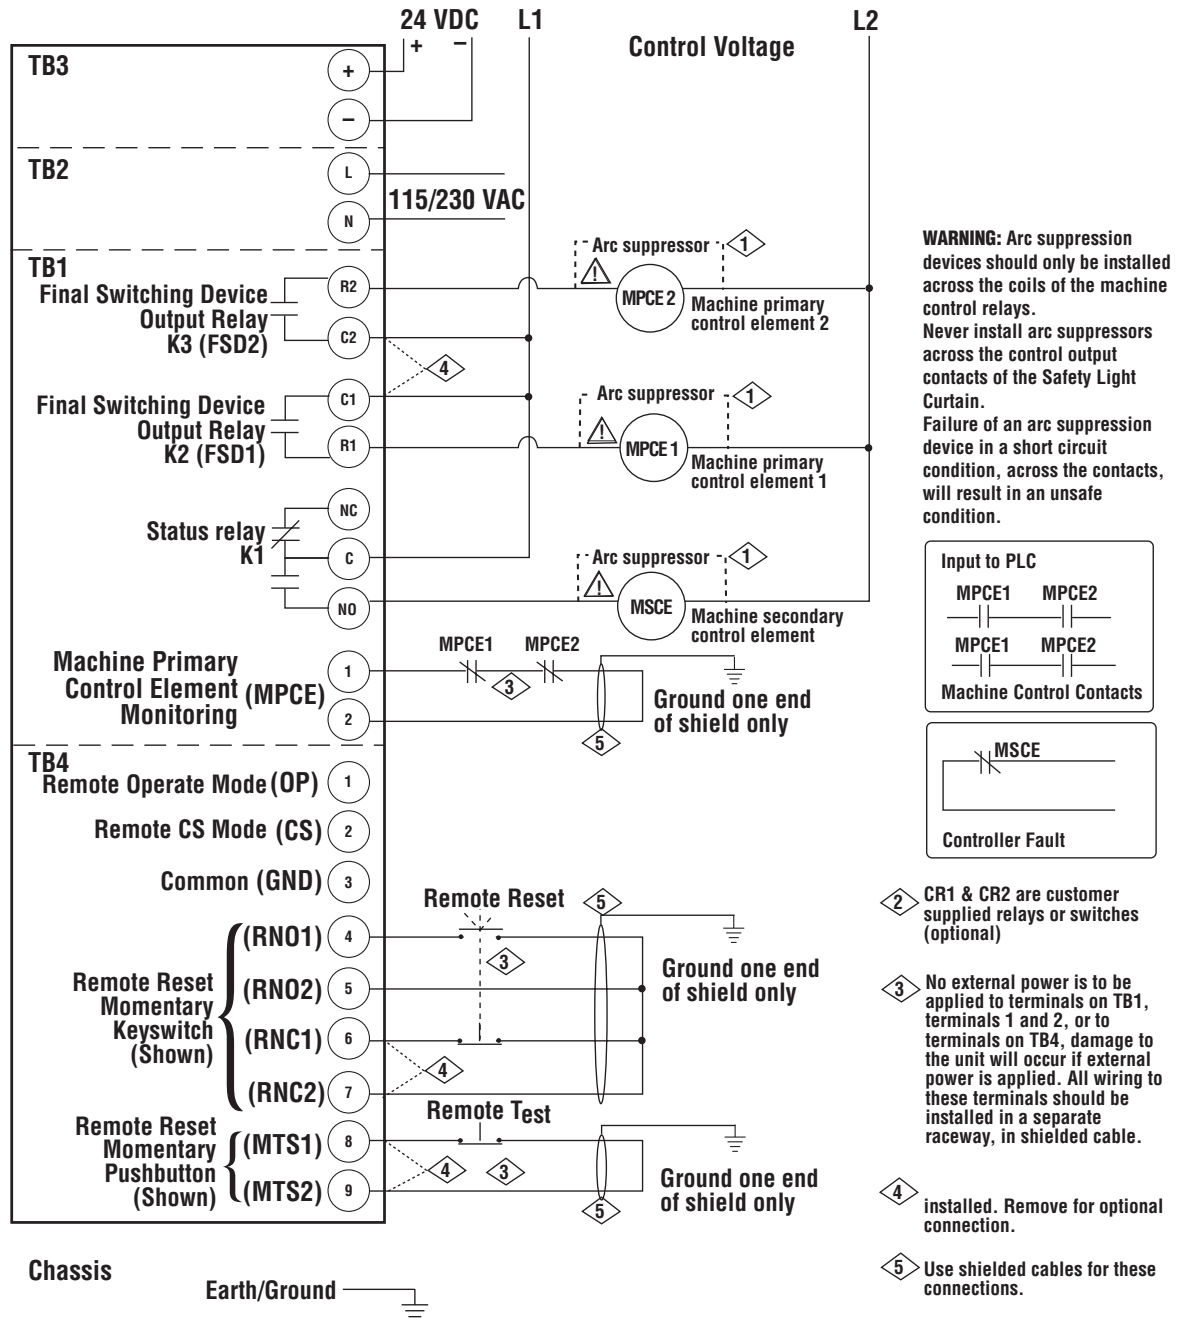 24 VDC
L1
L2
+
–
Control Voltage
TB3
+
–
TB2
L
115/230 VAC
N
TB1
Final Switching Device
Output Relay
K3 (FSD2)
R2
C2
Arc suppressor
1
MPCE 2
Machine primary
control element 2
4
Final Switching Device
Output Relay
K2 (FSD1)
C1
R1
Arc suppressor
1
MPCE 1
Machine primary
control element 1
Status relay
K1
NC
C
NO
Arc suppressor
1
MSCE
Machine secondary
control element
Machine Primary
Control Element
Monitoring
(MPCE)
1
2
MPCE1
MPCE2
3
5
Ground one end
of shield only
TB4
Remote Operate Mode (OP)
1
Remote CS Mode (CS)
2
Common (GND)
3
Remote Reset
Momentary
Keyswitch
(Shown)
(RNO1)
4
(RNO2)
5
(RNC1)
6
(RNC2)
7
Remote Reset
3
4
5
Ground one end
of shield only
Remote Reset
Momentary
Pushbutton
(Shown)
(MTS1)
8
(MTS2)
9
Remote Test
4
3
5
Ground one end
of shield only
Chassis
Earth/Ground
WARNING: Arc suppression
devices should only be installed
across the coils of the machine
control relays.
Never install arc suppressors
across the control output
contacts of the Safety Light
Curtain.
Failure of an arc suppression
device in a short circuit
condition, across the contacts,
will result in an unsafe
condition.
Input to PLC
MPCE1 MPCE2
MPCE1 MPCE2
Machine Control Contacts
MSCE
Controller Fault
2
CR1 & CR2 are customer
supplied relays or switches
(optional)
3
No external power is to be
applied to terminals on TB1,
terminals 1 and 2, or to
terminals on TB4, damage to
the unit will occur if external
power is applied. All wiring to
these terminals should be
installed in a separate
raceway, in shielded cable.
4
installed. Remove for optional
connection.
5
Use shielded cables for these
connections.